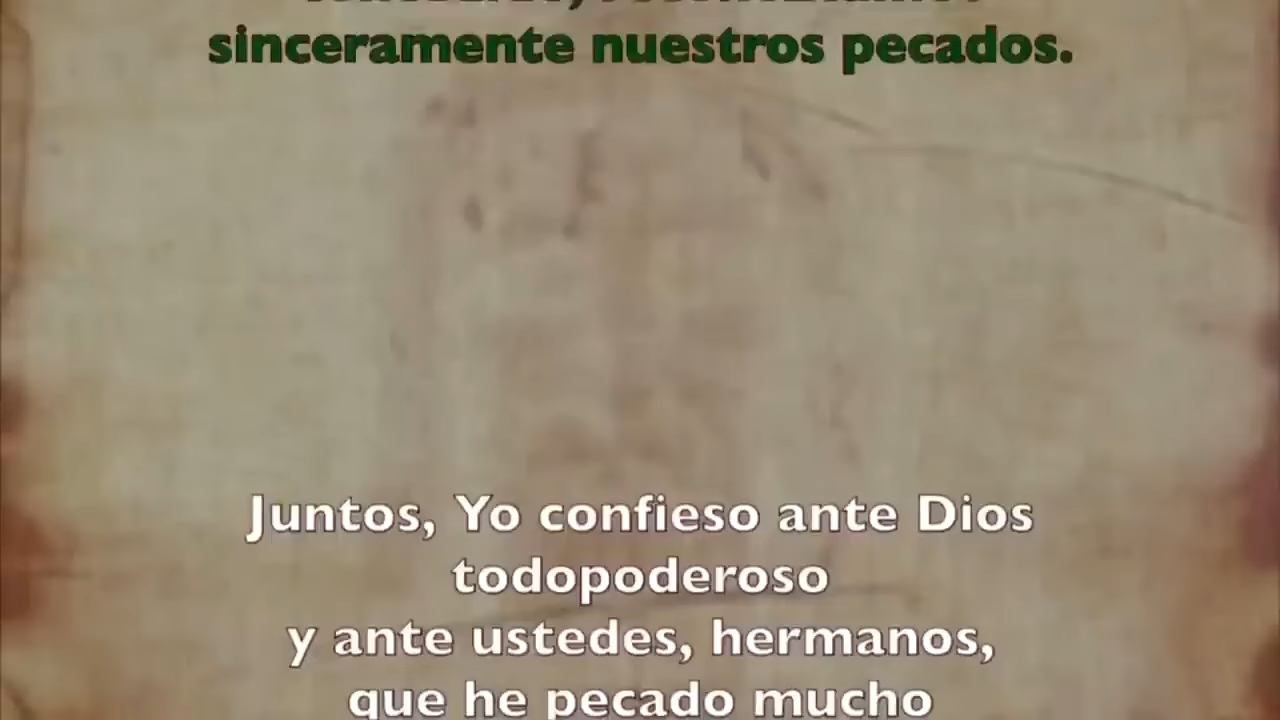 sinceramente nuestros pecados.
Juntos, Yo confieso ante Dios
todopoderoso
y ante ustedes, hermanos,
que he pecado mucho